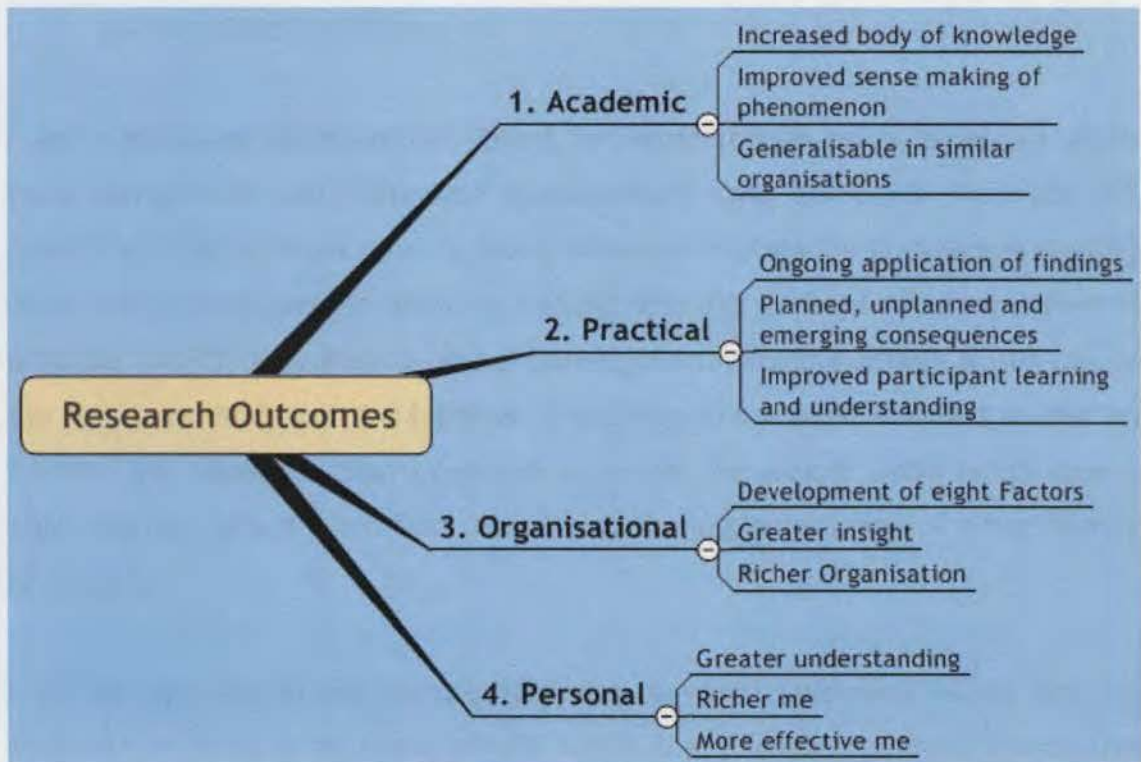 Increased body of knowledge
Improved sense making of
phenomenon
1. Academic
Generalisable in similar
organisations
Ongoing application of findings
Planned, unplanned and
emerging consequences
2. Practical
Improved participant learning
and understanding
Research Outcomes
Development of eight Factors
3. Organisational
Greater insight
Richer Organisation
Greater understanding
4. Personal
Richer me
More effective me